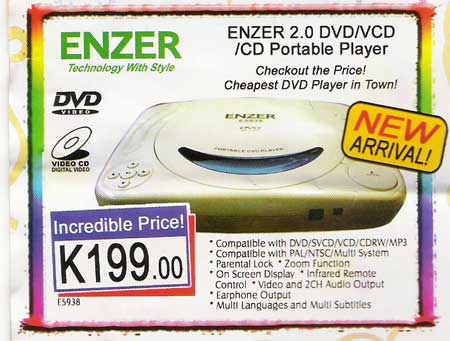 ENZER
Technology With Style
ENZER 2.0 DVD/VCD
/CD Portable Player
Checkout the Price!
Cheapest DVD Player in Town!
DVD
VIDEO
VIDEO CD
DIGITAL VIDEO
ENZER
E5938
DVD
PORTABLE DVD PLAYER
NEW
ARRIVAL!
Incredible Price!
K199.00
E5938
* Compatible with DVD/SVCD/VCD/CDRW/MP3
* Compatible with PAL/NTSC/Multi System
* Parental Lock * Zoom Function
* On Screen Display * Infrared Remote
Control * Video and 2CH Audio Output
* Earphone Output
* Multi Languages and Multi Subtitles